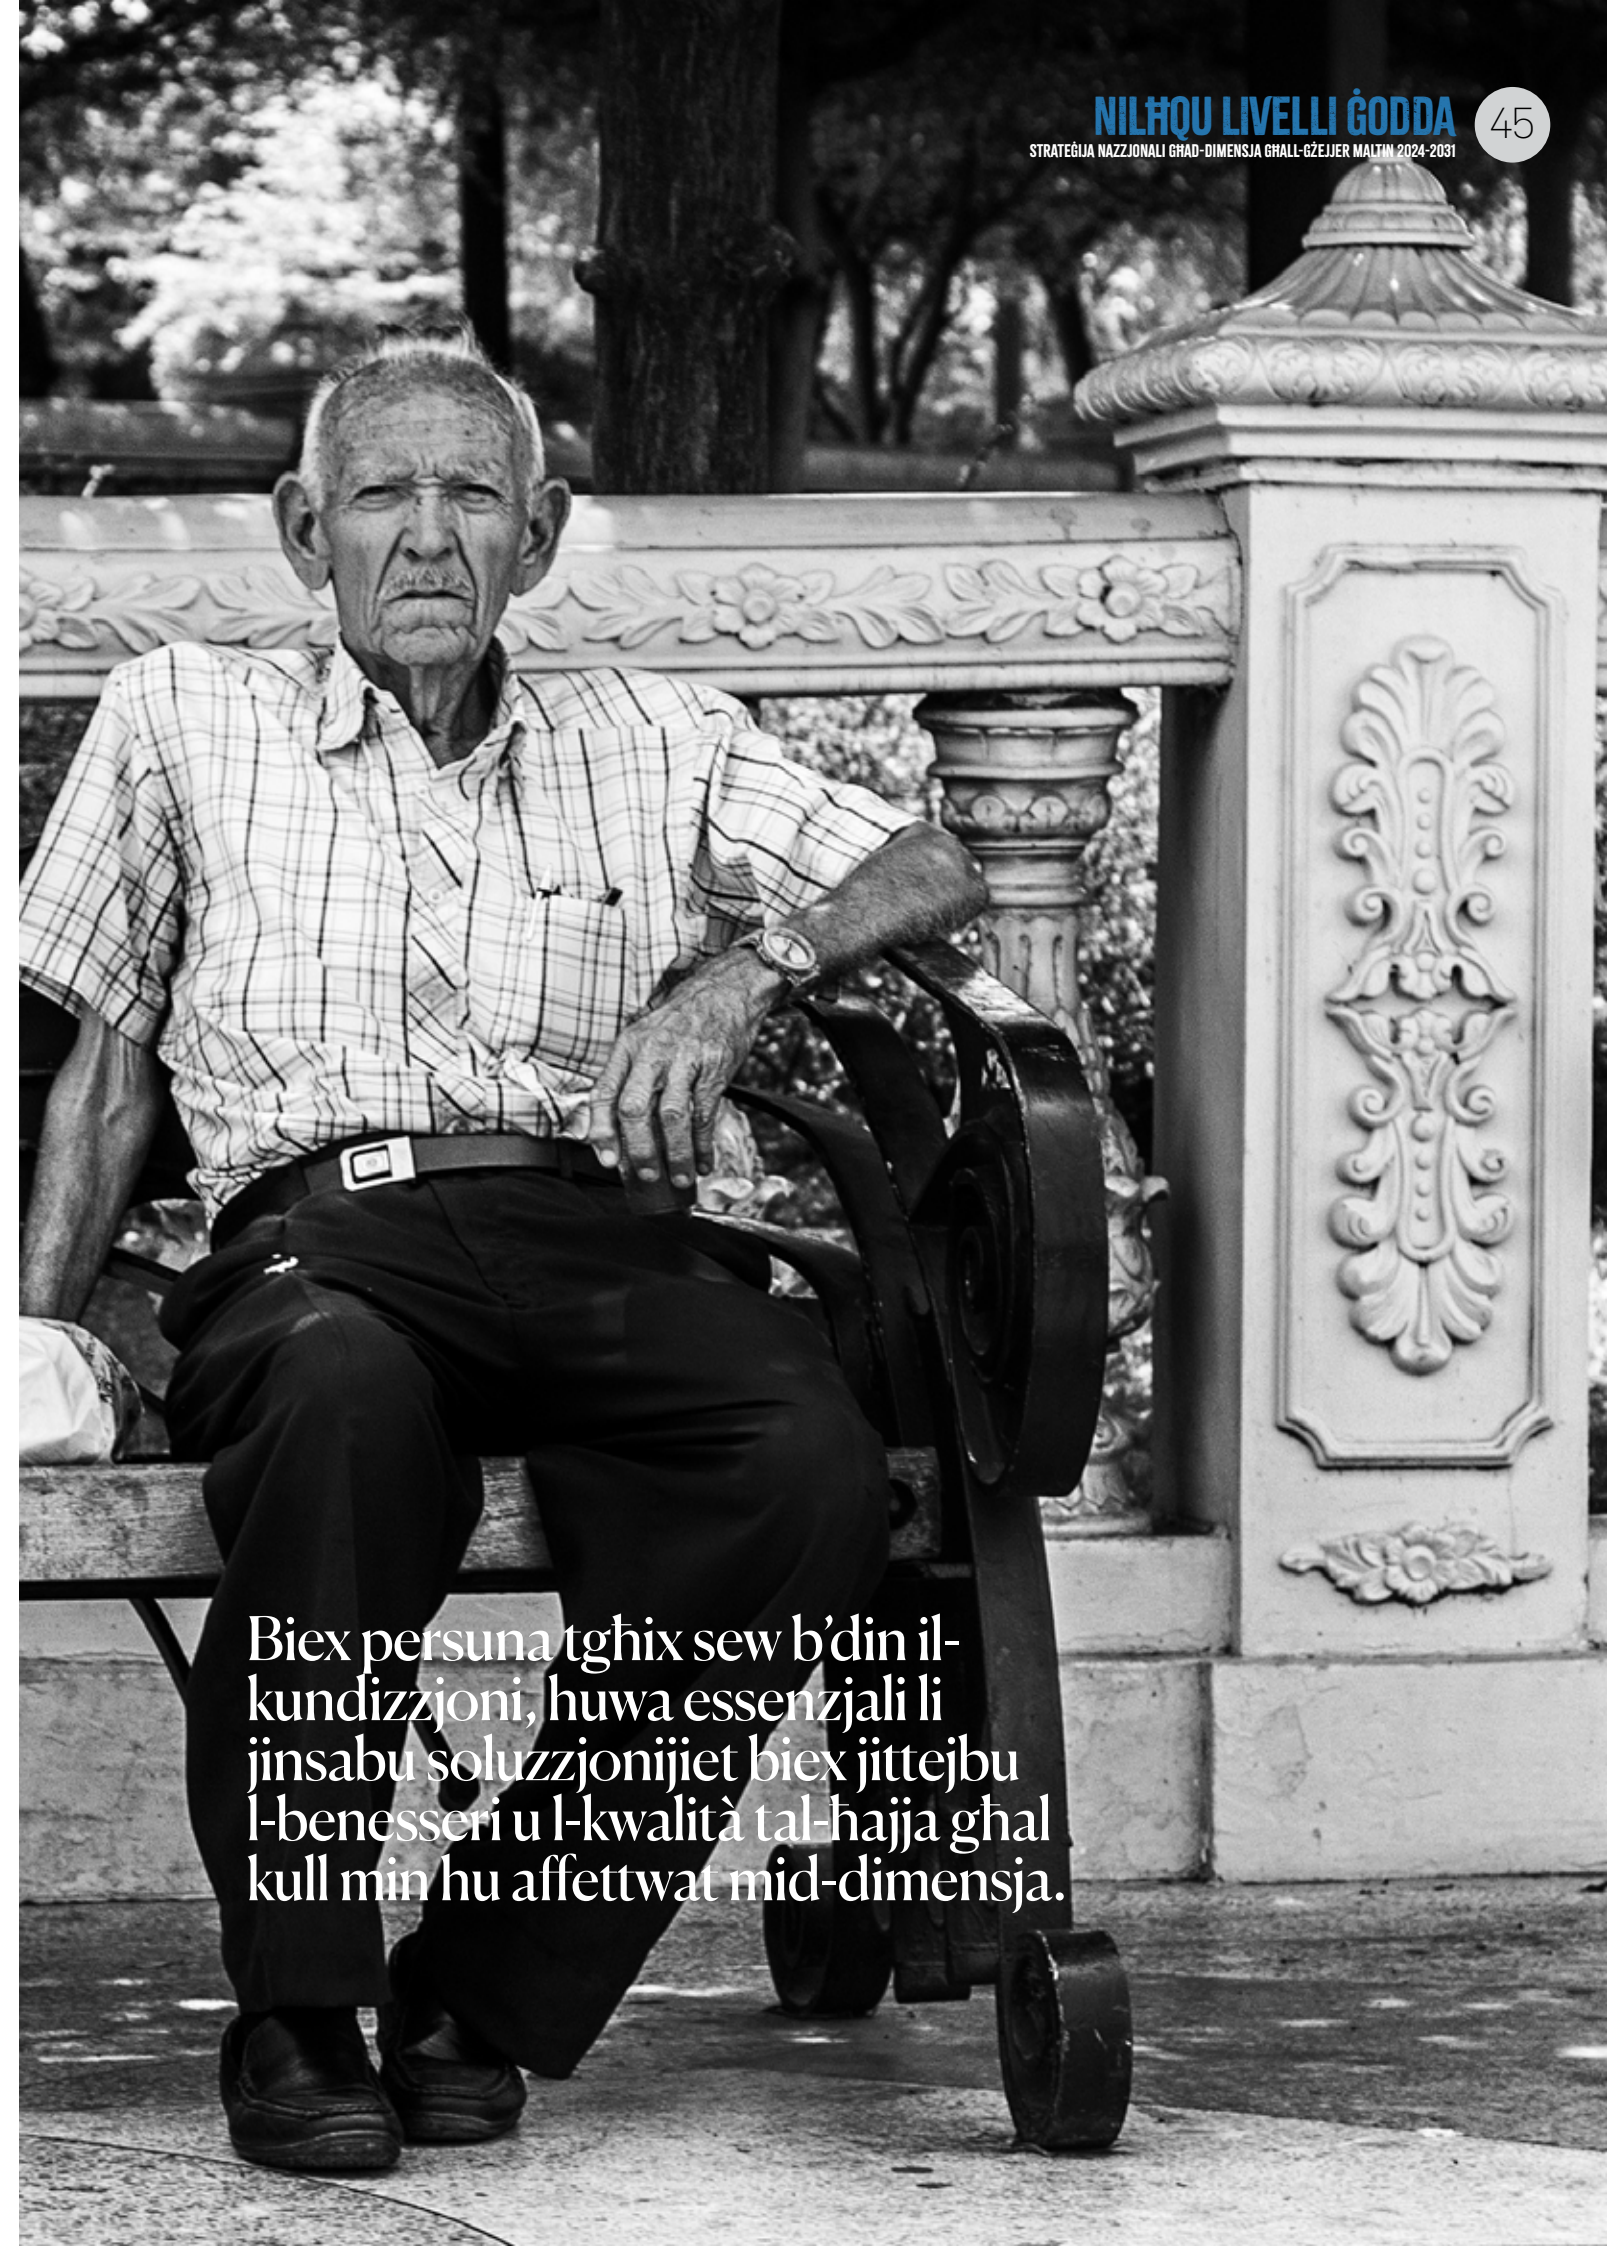 NILĦQU LIVELLI ĠODDA
STRATEĠIJA NAZZJONALI GĦAD-DIMENSJA GĦALL-GŻEJJER MALTIN 2024-2031
45
Biex persuna tgħix sew b’din il-
kundizzjoni, huwa essenzjali li
jinsabu soluzzjonijiet biex jittejbu
l-benesseri u l-kwalità tal-ħajja għal
kull min hu affettwat mid-dimensja.